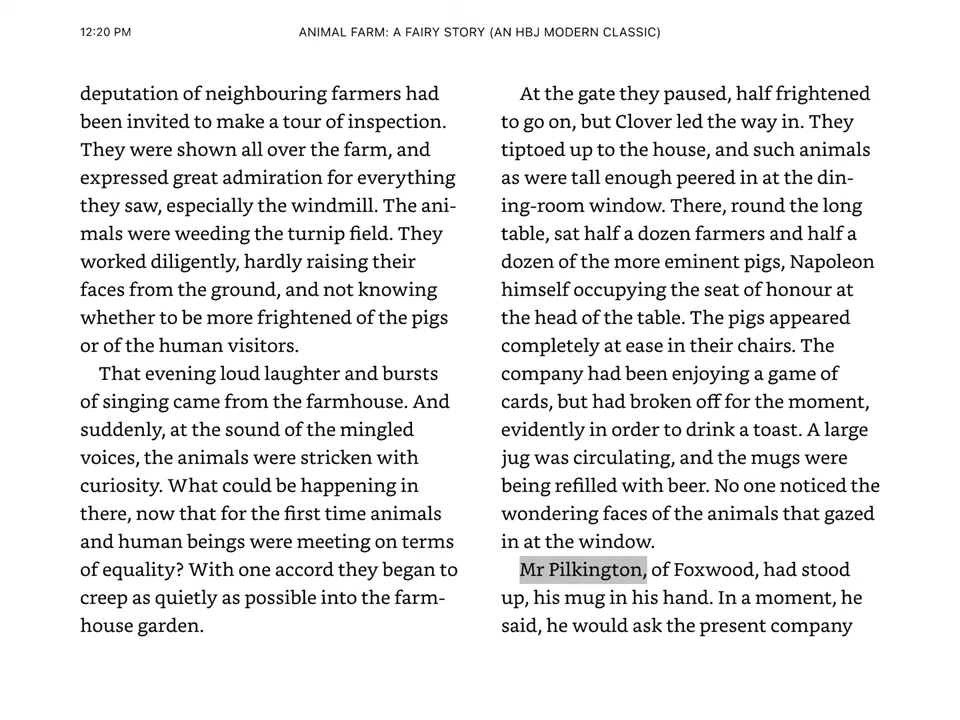 12:20 PM
ANIMAL FARM: A FAIRY STORY (AN HBJ MODERN CLASSIC)
deputation of neighbouring farmers had
been invited to make a tour of inspection.
They were shown all over the farm, and
expressed great admiration for everything
they saw, especially the windmill. The ani-
mals were weeding the turnip field. They
worked diligently, hardly raising their
faces from the ground, and not knowing
whether to be more frightened of the pigs
or of the human visitors.
That evening loud laughter and bursts
of singing came from the farmhouse. And
suddenly, at the sound of the mingled
voices, the animals were stricken with
curiosity. What could be happening in
there, now that for the first time animals
and human beings were meeting on terms
of equality? With one accord they began to
creep as quietly as possible into the farm-
house garden.
At the gate they paused, half frightened
to go on, but Clover led the way in. They
tiptoed up to the house, and such animals
as were tall enough peered in at the din-
ing-room window. There, round the long
table, sat half a dozen farmers and half a
dozen of the more eminent pigs, Napoleon
himself occupying the seat of honour at
the head of the table. The pigs appeared
completely at ease in their chairs. The
company had been enjoying a game of
cards, but had broken off for the moment,
evidently in order to drink a toast. A large
jug was circulating, and the mugs were
being refilled with beer. No one noticed the
wondering faces of the animals that gazed
in at the window.
Mr Pilkington, of Foxwood, had stood
up, his mug in his hand. In a moment, he
said, he would ask the present company